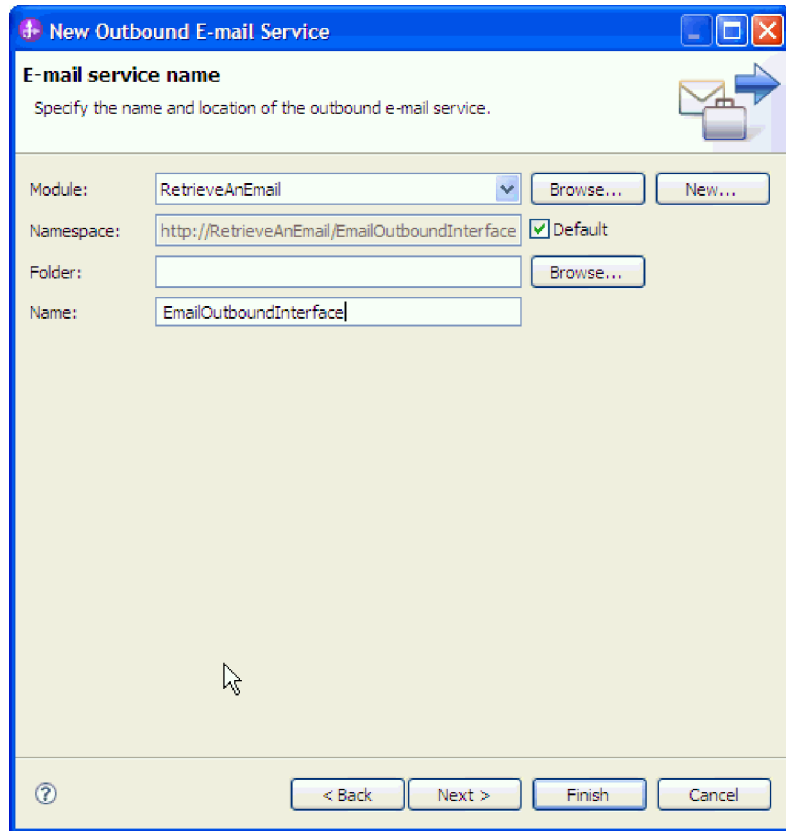 New Outbound E-mail Service
E-mail service name
Specify the name and location of the outbound e-mail service.
Module: RetrieveAnEmail Browse... New...
Namespace: http://RetrieveAnEmail/EmailOutboundInterface Default
Folder: Browse...
Name: EmailOutboundInterface
? < Back Next > Finish Cancel